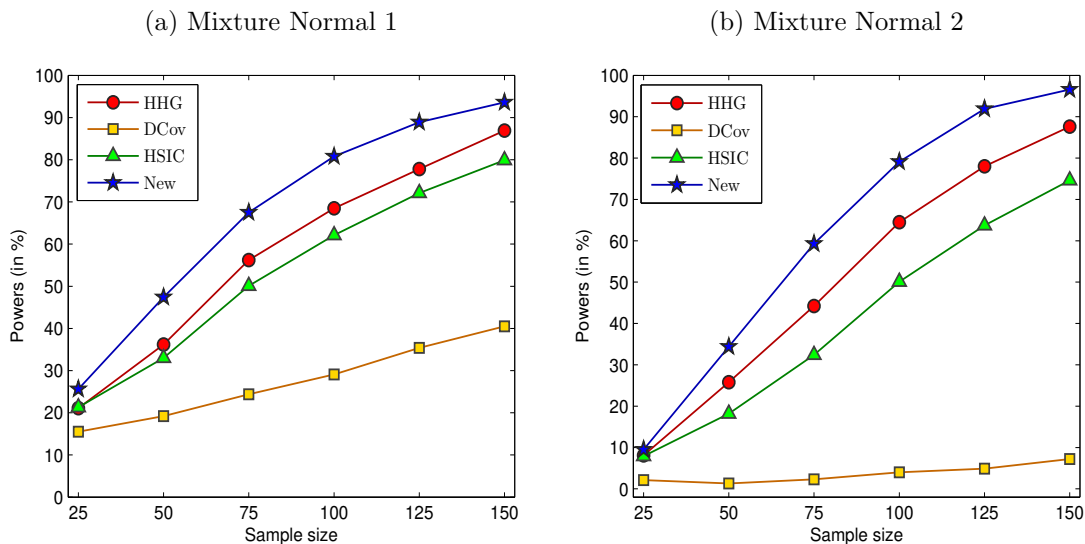 (a) Mixture Normal 1
100
90
80
70
60
50
40
30
20
10
0
Powers (in %)
HHG
DCov
HSIC
New
25 50 75 100 125 150
Sample size
(b) Mixture Normal 2
100
90
80
70
60
50
40
30
20
10
0
Powers (in %)
HHG
DCov
HSIC
New
25 50 75 100 125 150
Sample size